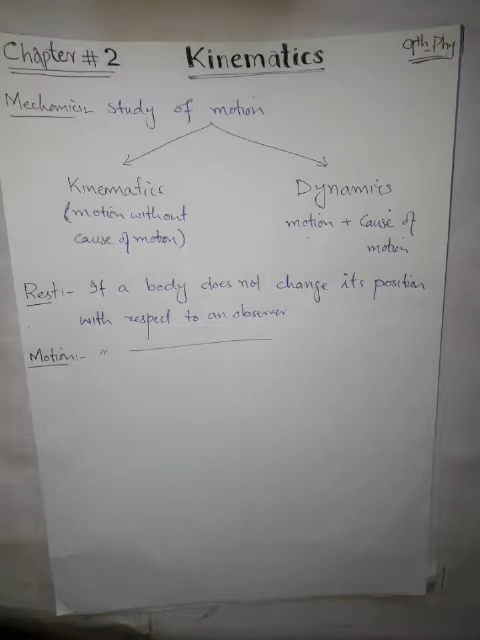 Chapter # 2 Kinematics 9th Phy
Mechanics- Study of motion
Kinematics Dynamics
(motion without motion + Cause of
cause of motion) motion
Rest:- If a body does not change its position
with respect to an observer
Motion:- "